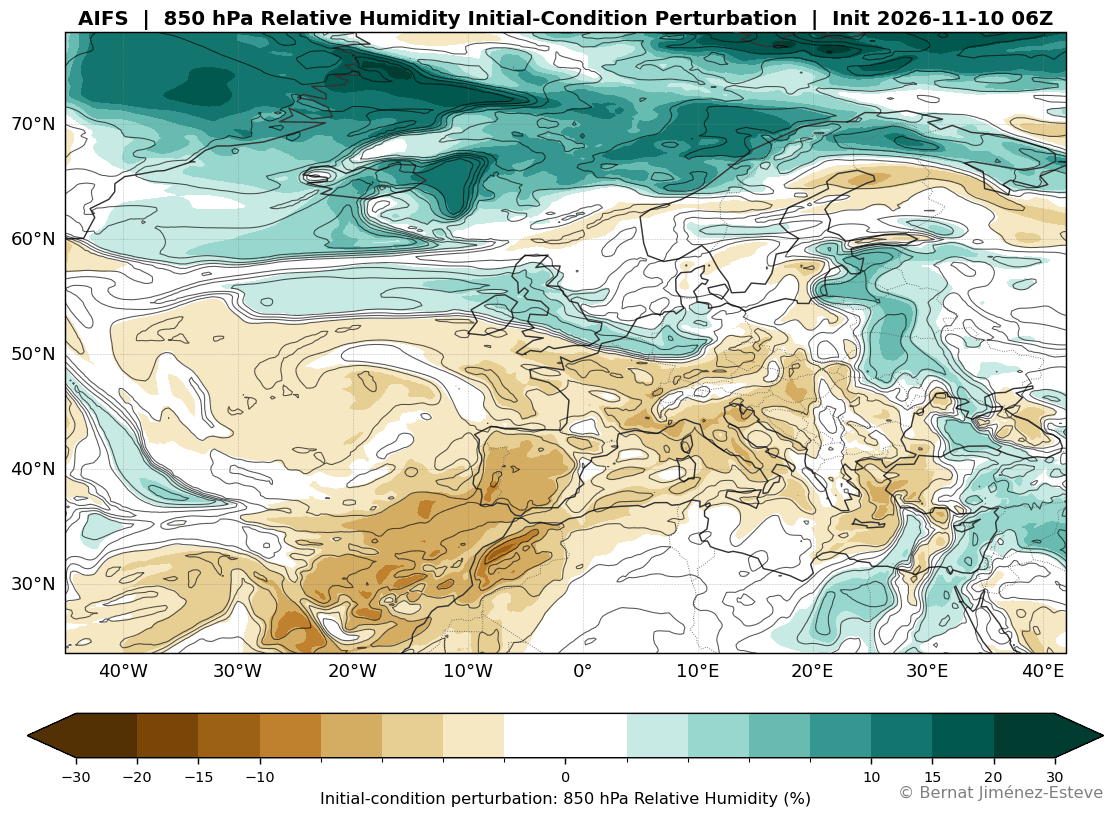 AIFS | 850 hPa Relative Humidity Initial-Condition Perturbation | Init 2026-11-10 06Z
70°N
60°N
50°N
40°N
30°N
40°W 30°W 20°W 10°W 0° 10°E 20°E 30°E 40°E
−30 −20 −15 −10 0 10 15 20 30
Initial-condition perturbation: 850 hPa Relative Humidity (%)
© Bernat Jiménez-Esteve